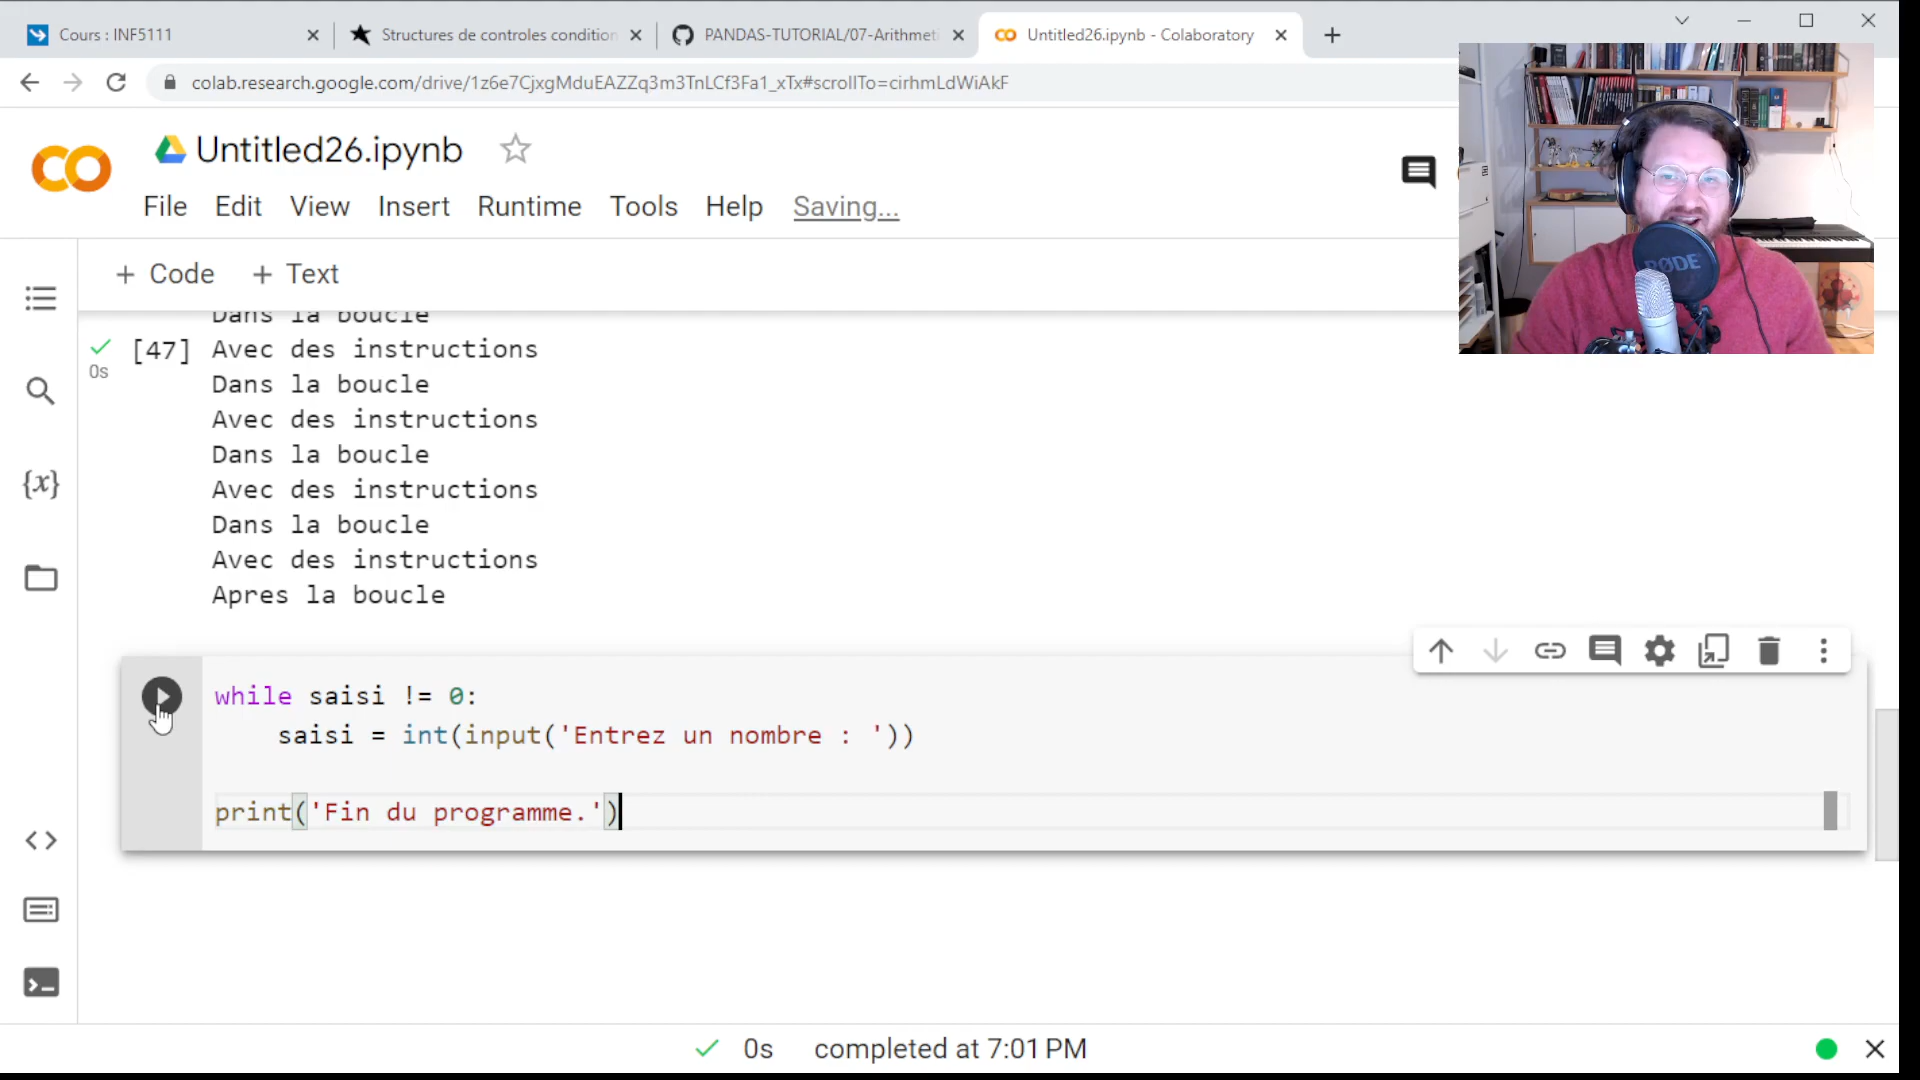 Cours : INF5111
Structures de controles condition
PANDAS-TUTORIAL/07-Arithmeti
Untitled26.ipynb - Colaboratory
colab.research.google.com/drive/1z6e7CjxgMduEAZZq3m3TnLCf3Fa1_xTx#scrollTo=cirhmLdWiAkF
CO
Untitled26.ipynb
File Edit View Insert Runtime Tools Help Saving...
+ Code + Text
Dans la boucle
[47] Avec des instructions
0s
Dans la boucle
Avec des instructions
Dans la boucle
Avec des instructions
Dans la boucle
Avec des instructions
Apres la boucle
while saisi != 0:
saisi = int(input('Entrez un nombre : '))
print('Fin du programme.')
{x}
RØDE
0s completed at 7:01 PM